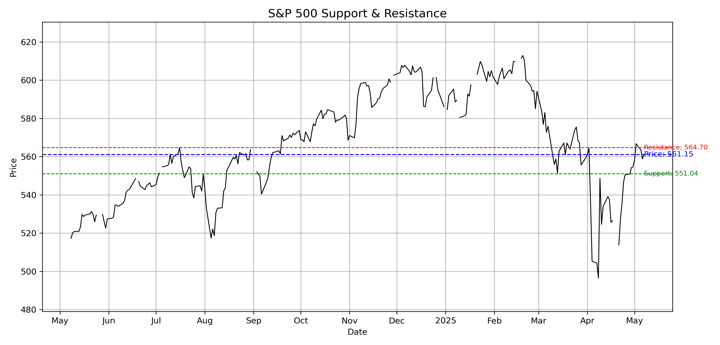 S&P 500 Support & Resistance
Price
620
600
580
560
540
520
500
480
Resistance: 564.70
Price: 561.15
Support: 551.04
May
Jun
Jul
Aug
Sep
Oct
Nov
Dec
2025
Feb
Mar
Apr
May
Date